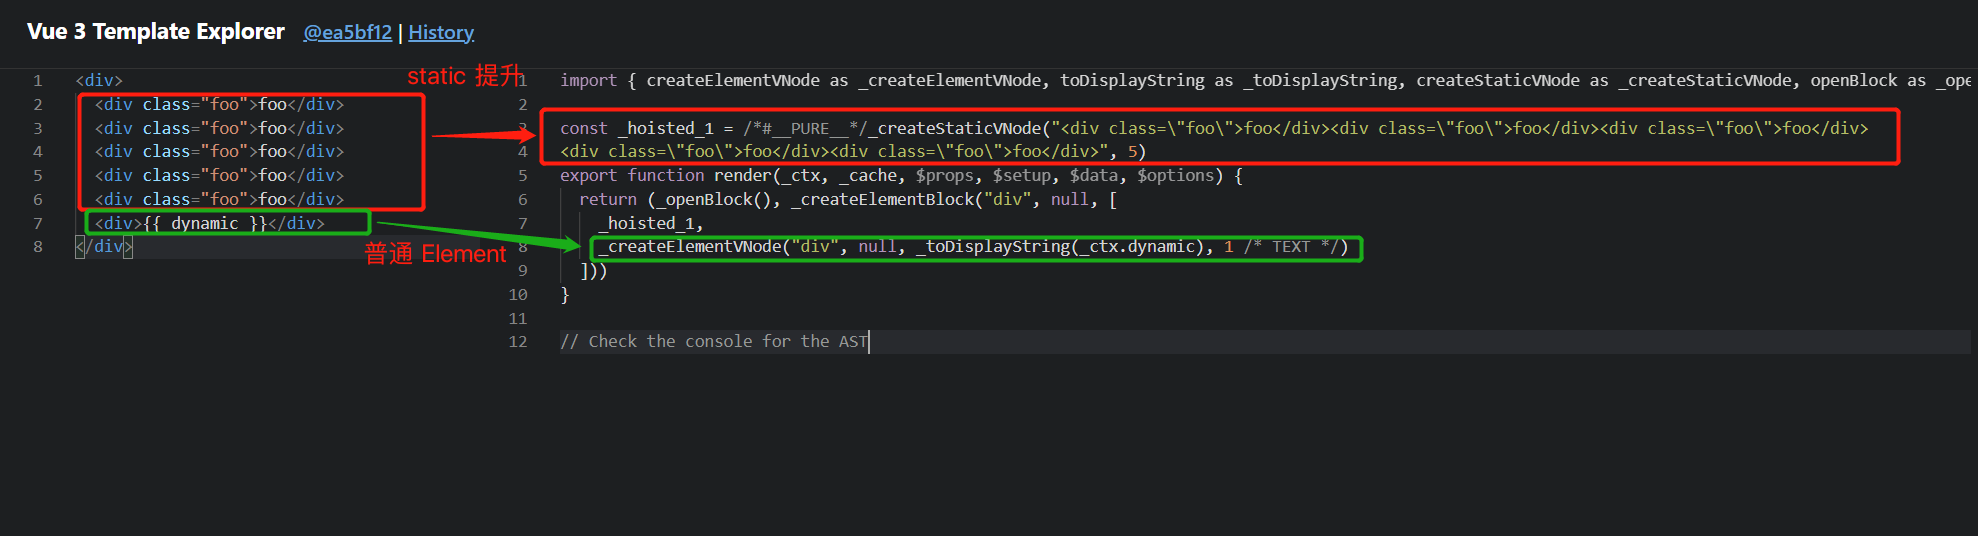 Vue 3 Template Explorer @ea5bf12 | History
1 <div>
2 <div class="foo">foo</div>
3 <div class="foo">foo</div>
4 <div class="foo">foo</div>
5 <div class="foo">foo</div>
6 <div class="foo">foo</div>
7 <div>{{ dynamic }}</div>
8 </div>
static 提升
普通 Element
1 import { createElementVNode as _createElementVNode, toDisplayString as _toDisplayString, createStaticVNode as _createStaticVNode, openBlock as _ope
2
3 const _hoisted_1 = /*#__PURE__*/_createStaticVNode("<div class=\"foo\">foo</div><div class=\"foo\">foo</div><div class=\"foo\">foo</div>
4 <div class=\"foo\">foo</div><div class=\"foo\">foo</div>", 5)
5 export function render(_ctx, _cache, $props, $setup, $data, $options) {
6 return (_openBlock(), _createElementBlock("div", null, [
7 _hoisted_1,
8 _createElementVNode("div", null, _toDisplayString(_ctx.dynamic), 1 /* TEXT */)
9 ]))
10 }
11
12 // Check the console for the AST